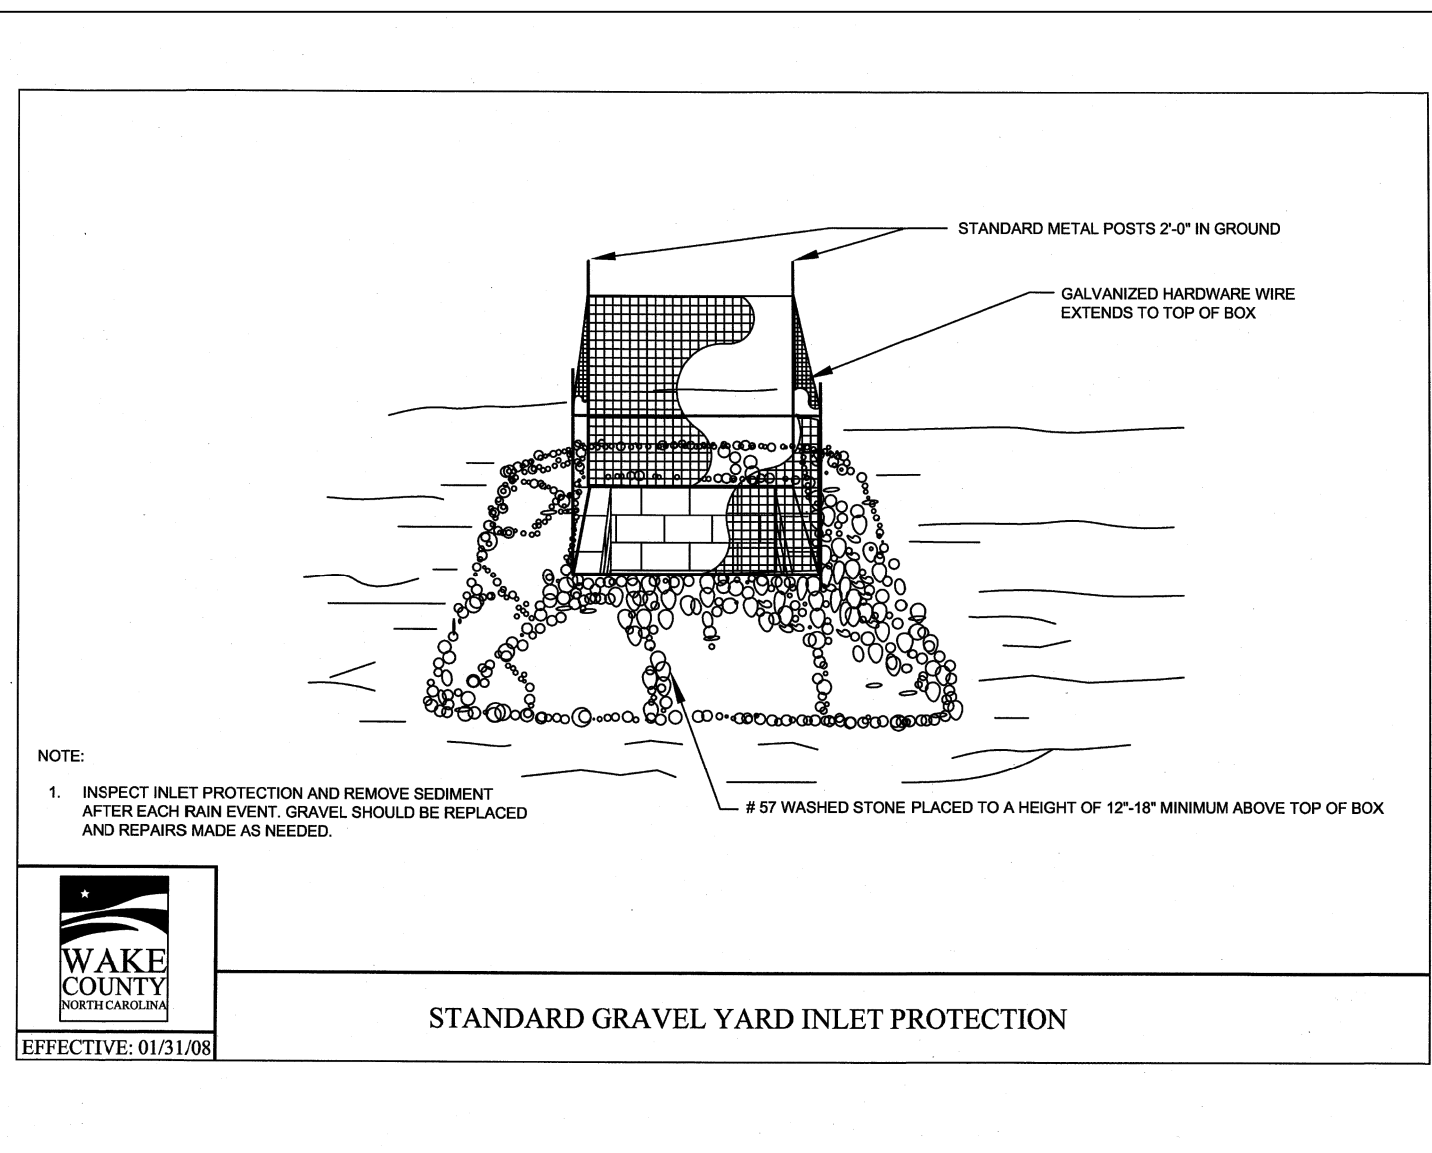 STANDARD METAL POSTS 2'-0" IN GROUND
GALVANIZED HARDWARE WIRE
EXTENDS TO TOP OF BOX
NOTE:
1. INSPECT INLET PROTECTION AND REMOVE SEDIMENT
AFTER EACH RAIN EVENT. GRAVEL SHOULD BE REPLACED
AND REPAIRS MADE AS NEEDED.
# 57 WASHED STONE PLACED TO A HEIGHT OF 12"-18" MINIMUM ABOVE TOP OF BOX
WAKE
COUNTY
NORTH CAROLINA
STANDARD GRAVEL YARD INLET PROTECTION
EFFECTIVE: 01/31/08